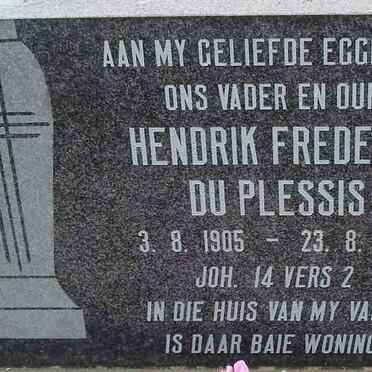 AAN MY GELIEFDE EGG
ONS VADER EN OU
HENDRIK FREDE
DU PLESSIS
3. 8. 1905 - 23. 8.
JOH. 14 VERS 2
IN DIE HUIS VAN MY VA
IS DAAR BAIE WONING